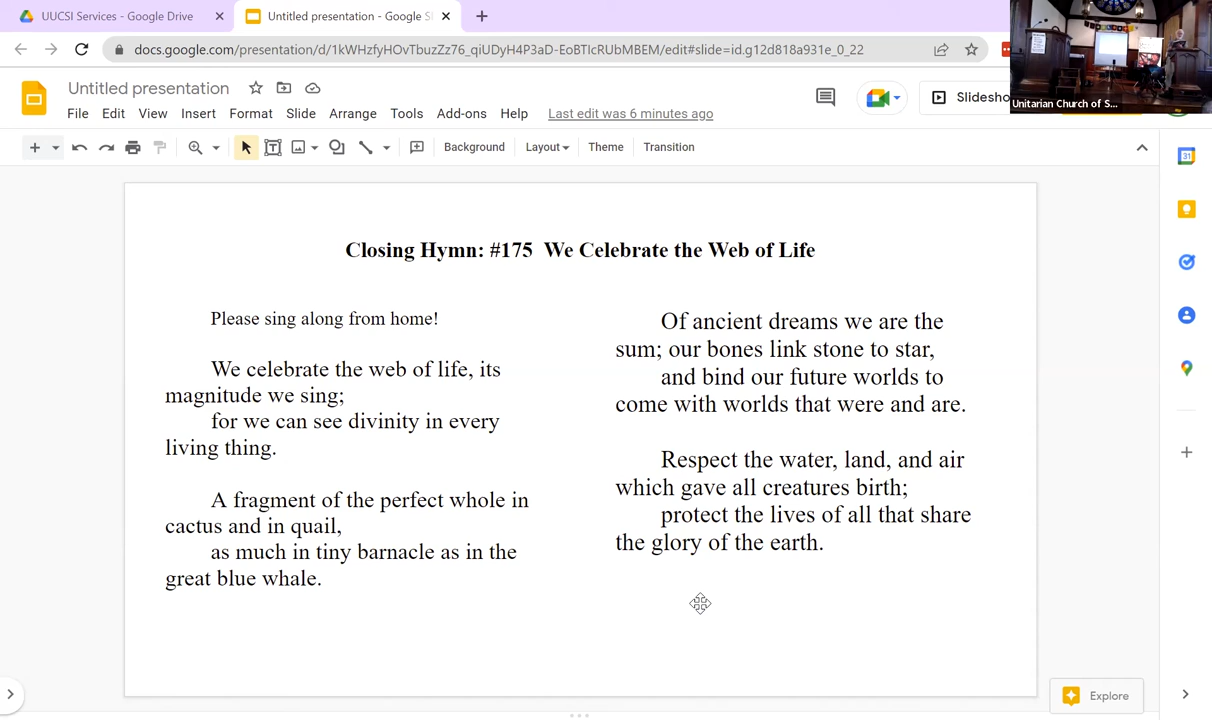 UUCSI Services - Google Drive
Untitled presentation - Google Sl
docs.google.com/presentation/d/1kWHzfyHOvTbuzZz76_qiUDyH4P3aD-EoBTIcRUbMBEM/edit#slide=id.g12d818a931e_0_22
Unitarian Church of S...
Untitled presentation
File Edit View Insert Format Slide Arrange Tools Add-ons Help Last edit was 6 minutes ago
Slidesho
Background Layout Theme Transition
31
Closing Hymn: #175 We Celebrate the Web of Life
Please sing along from home!
We celebrate the web of life, its
magnitude we sing;
for we can see divinity in every
living thing.
A fragment of the perfect whole in
cactus and in quail,
as much in tiny barnacle as in the
great blue whale.
Of ancient dreams we are the
sum; our bones link stone to star,
and bind our future worlds to
come with worlds that were and are.
Respect the water, land, and air
which gave all creatures birth;
protect the lives of all that share
the glory of the earth.
Explore